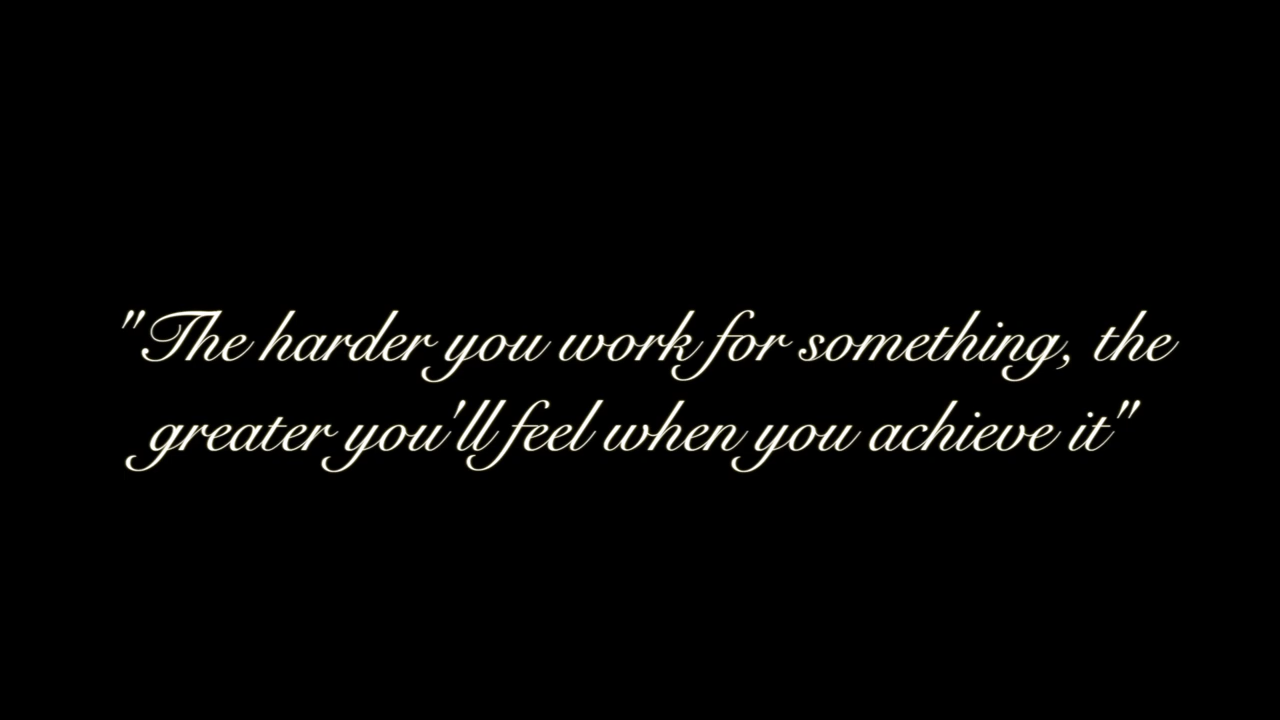 "The harder you work for something, the
greater you'll feel when you achieve it"